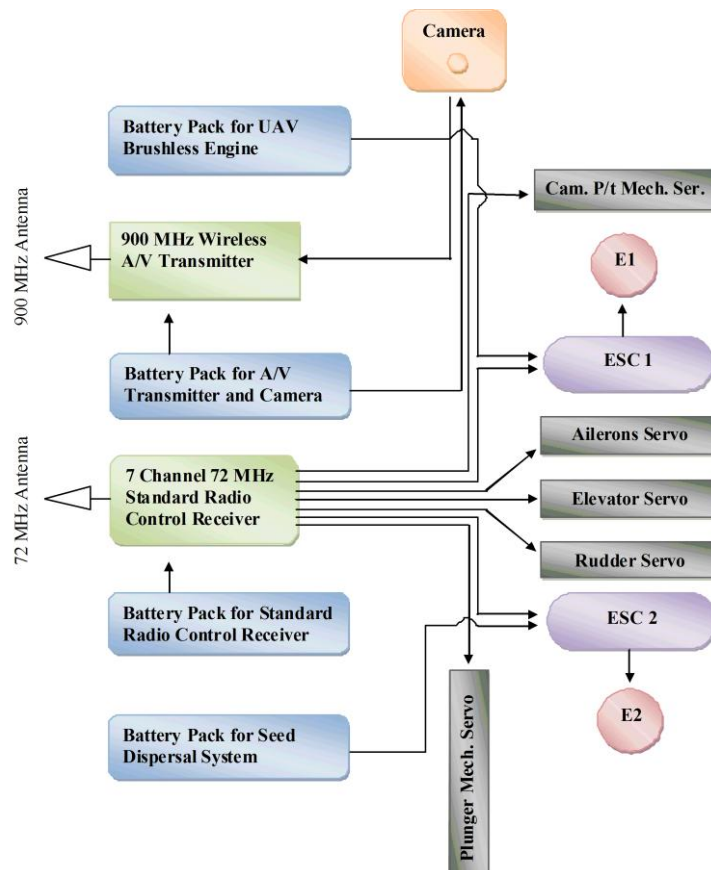 Camera
Battery Pack for UAV
Brushless Engine
Cam. P/t Mech. Ser.
900 MHz Antenna
900 MHz Wireless
A/V Transmitter
E1
ESC 1
Battery Pack for A/V
Transmitter and Camera
Ailerons Servo
72 MHz Antenna
7 Channel 72 MHz
Standard Radio
Control Receiver
Elevator Servo
Rudder Servo
Battery Pack for Standard
Radio Control Receiver
ESC 2
E2
Battery Pack for Seed
Dispersal System
Plunger Mech. Servo